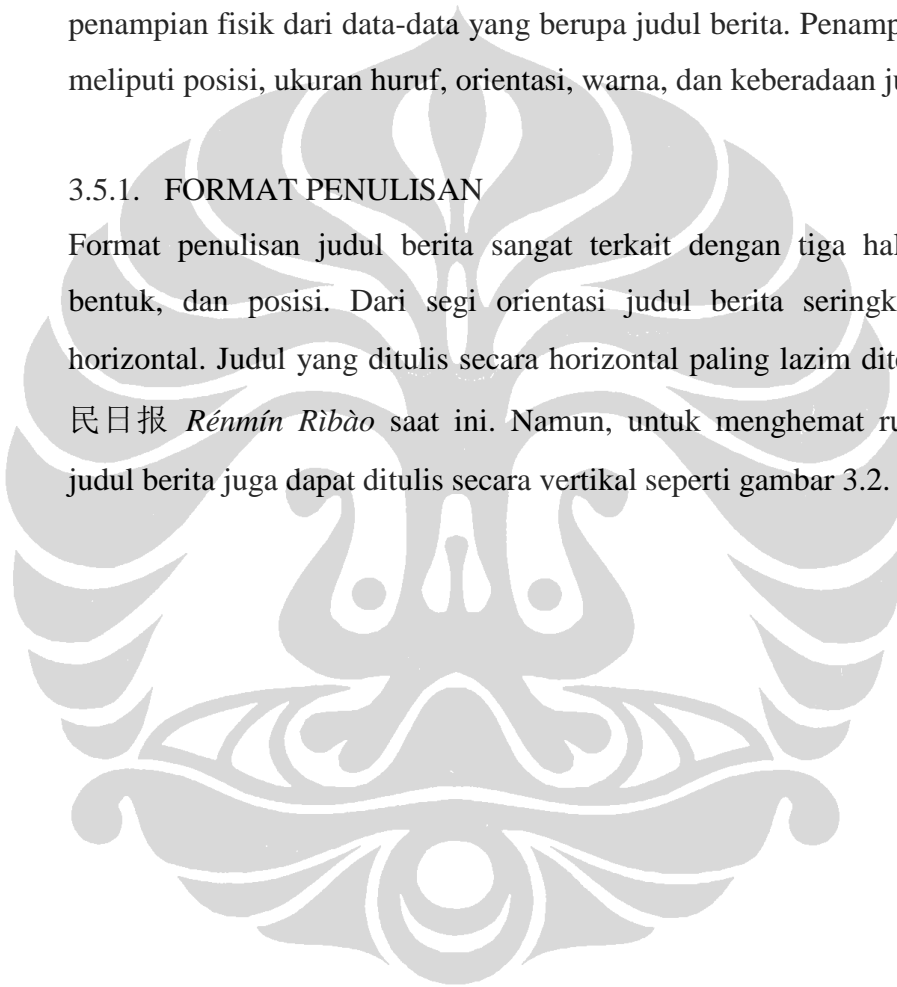 penampian fisik dari data-data yang berupa judul berita. Penamp
meliputi posisi, ukuran huruf, orientasi, warna, dan keberadaan ju
3.5.1. FORMAT PENULISAN
Format penulisan judul berita sangat terkait dengan tiga hal
bentuk, dan posisi. Dari segi orientasi judul berita seringk
horizontal. Judul yang ditulis secara horizontal paling lazim dit
民日报 Rénmín Rìbào saat ini. Namun, untuk menghemat ru
judul berita juga dapat ditulis secara vertikal seperti gambar 3.2.